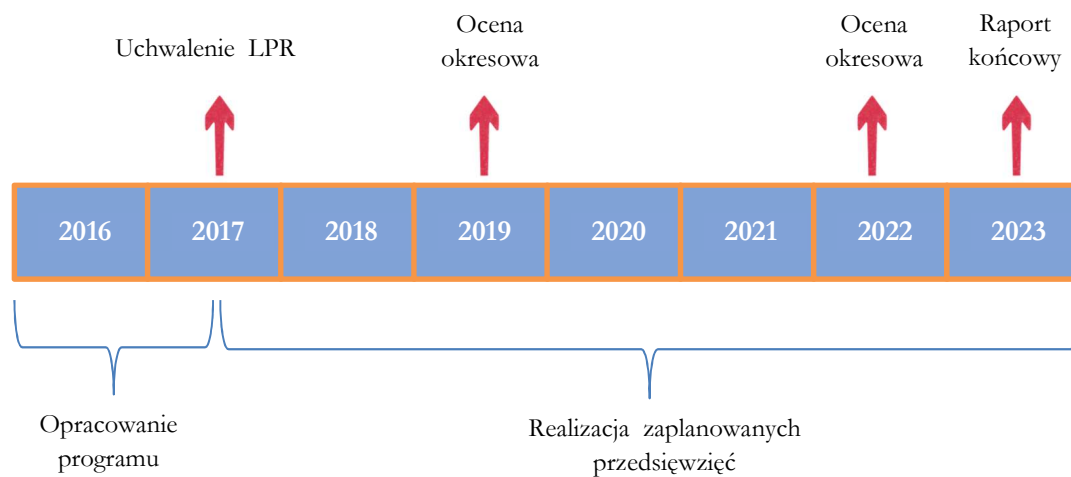 Uchwalenie LPR
Ocena
okresowa
Ocena
okresowa
Raport
końcowy
2016 2017 2018 2019 2020 2021 2022 2023
Opracowanie
programu
Realizacja zaplanowanych
przedsięwzięć